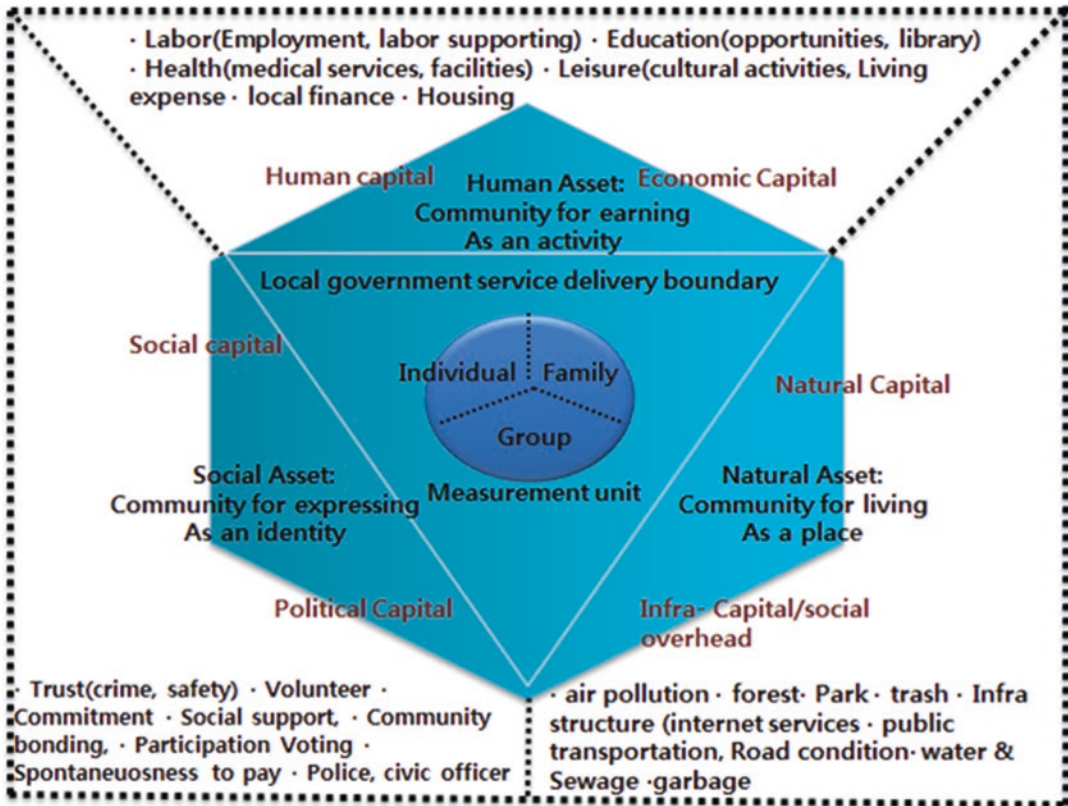 · Labor(Employment, labor supporting) · Education(opportunities, library)
· Health(medical services, facilities) · Leisure(cultural activities, Living
expense · local finance · Housing
Human capital
Economic Capital
Human Asset:
Community for earning
As an activity
Local government service delivery boundary
Social capital
Natural Capital
Individual
Family
Group
Measurement unit
Social Asset:
Community for expressing
As an identity
Natural Asset:
Community for living
As a place
Political Capital
Infra- Capital/social
overhead
· Trust(crime, safety) · Volunteer ·
Commitment · Social support, · Community
bonding, · Participation Voting ·
Spontaneuosness to pay · Police, civic officer
· air pollution · forest· Park · trash · Infra
structure (internet services · public
transportation, Road condition· water &
Sewage ·garbage